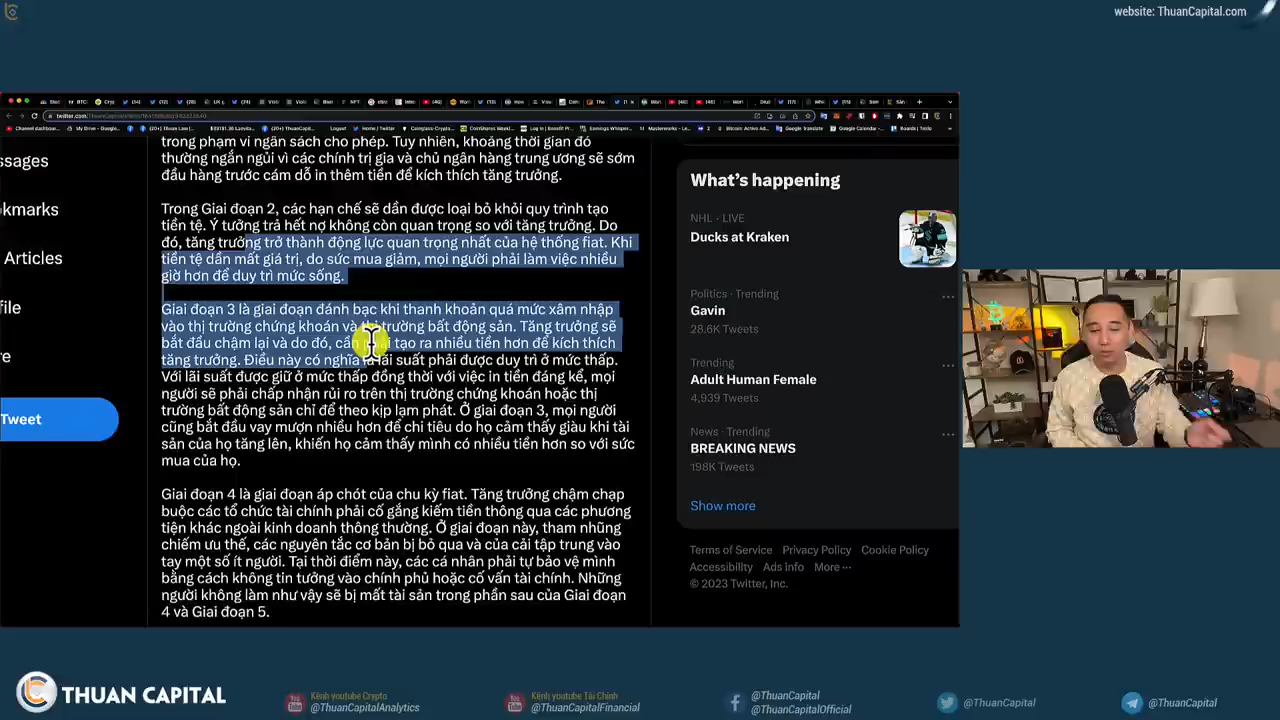 website: ThuanCapital.com
trong phạm vi ngân sách cho phép. Tuy nhiên, khoảng thời gian đó
thường ngắn ngủi vì các chính trị gia và chủ ngân hàng trung ương sẽ sớm
đầu hàng trước cám dỗ in thêm tiền để kích thích tăng trưởng.
Trong Giai đoạn 2, các hạn chế sẽ dần được loại bỏ khỏi quy trình tạo
tiền tệ. Ý tưởng trả hết nợ không còn quan trọng so với tăng trưởng. Do
đó, tăng trưởng trở thành động lực quan trọng nhất của hệ thống fiat. Khi
tiền tệ dần mất giá trị, do sức mua giảm, mọi người phải làm việc nhiều
giờ hơn để duy trì mức sống.
Giai đoạn 3 là giai đoạn đánh bạc khi thanh khoản quá mức xâm nhập
vào thị trường chứng khoán và thị trường bất động sản. Tăng trưởng sẽ
bắt đầu chậm lại và do đó, cần phải tạo ra nhiều tiền hơn để kích thích
tăng trưởng. Điều này có nghĩa là lãi suất phải được duy trì ở mức thấp.
Với lãi suất được giữ ở mức thấp đồng thời với việc in tiền đáng kể, mọi
người sẽ phải chấp nhận rủi ro trên thị trường chứng khoán hoặc thị
trường bất động sản chỉ để theo kịp lạm phát. Ở giai đoạn 3, mọi người
cũng bắt đầu vay mượn nhiều hơn để chi tiêu do họ cảm thấy giàu khi tài
sản của họ tăng lên, khiến họ cảm thấy mình có nhiều tiền hơn so với sức
mua của họ.
Giai đoạn 4 là giai đoạn áp chót của chu kỳ fiat. Tăng trưởng chậm chạp
buộc các tổ chức tài chính phải cố gắng kiếm tiền thông qua các phương
tiện khác ngoài kinh doanh thông thường. Ở giai đoạn này, tham nhũng
chiếm ưu thế, các nguyên tắc cơ bản bị bỏ qua và của cải tập trung vào
tay một số ít người. Tại thời điểm này, các cá nhân phải tự bảo vệ mình
bằng cách không tin tưởng vào chính phủ hoặc cố vấn tài chính. Những
người không làm như vậy sẽ bị mất tài sản trong phần sau của Giai đoạn
4 và Giai đoạn 5.
ssages
kmarks
Articles
file
re
Tweet
What's happening
NHL · LIVE
Ducks at Kraken
Politics · Trending
Gavin
28.6K Tweets
Trending
Adult Human Female
4,939 Tweets
News · Trending
BREAKING NEWS
198K Tweets
Show more
Terms of Service Privacy Policy Cookie Policy
Accessibility Ads info More ···
© 2023 Twitter, Inc.
THUAN CAPITAL
Kênh youtube Crypto
@ThuanCapitalAnalytics
Kênh youtube Tài Chính
@ThuanCapitalFinancial
@ThuanCapital
@ThuanCapitalOfficial
@ThuanCapital
@ThuanCapital